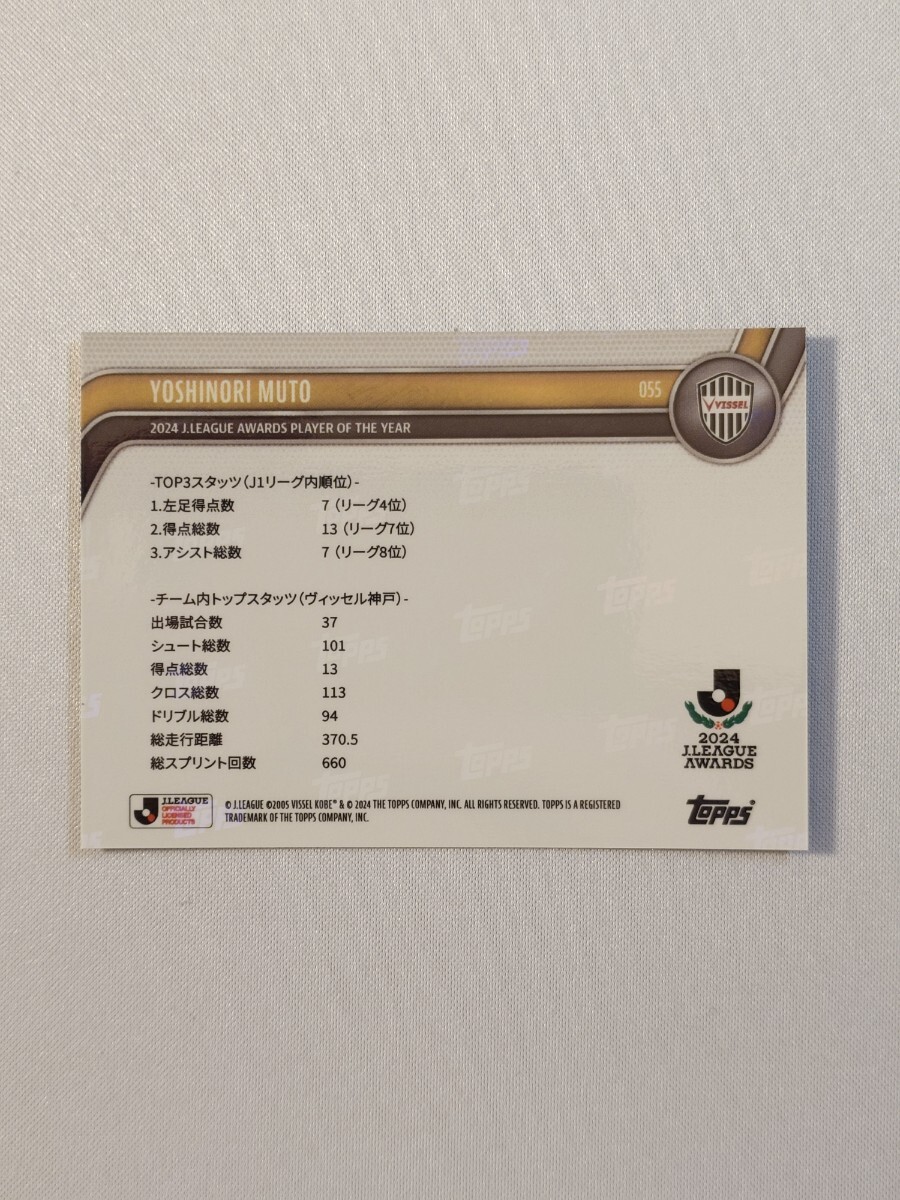 YOSHINORI MUTO 055
VISSEL
2024 J.LEAGUE AWARDS PLAYER OF THE YEAR
-TOP3スタッツ(J1リーグ内順位)-
1.左足得点数 7(リーグ4位)
2.得点総数 13(リーグ7位)
3.アシスト総数 7(リーグ8位)
-チーム内トップスタッツ(ヴィッセル神戸)-
出場試合数 37
シュート総数 101
得点総数 13
クロス総数 113
ドリブル総数 94
総走行距離 370.5
総スプリント回数 660
2024
J.LEAGUE
AWARDS
J.LEAGUE
OFFICIALLY
LICENSED
PRODUCTS
© J.LEAGUE ©2005 VISSEL KOBE™ & © 2024 THE TOPPS COMPANY, INC. ALL RIGHTS RESERVED. TOPPS IS A REGISTERED
TRADEMARK OF THE TOPPS COMPANY, INC.
Topps